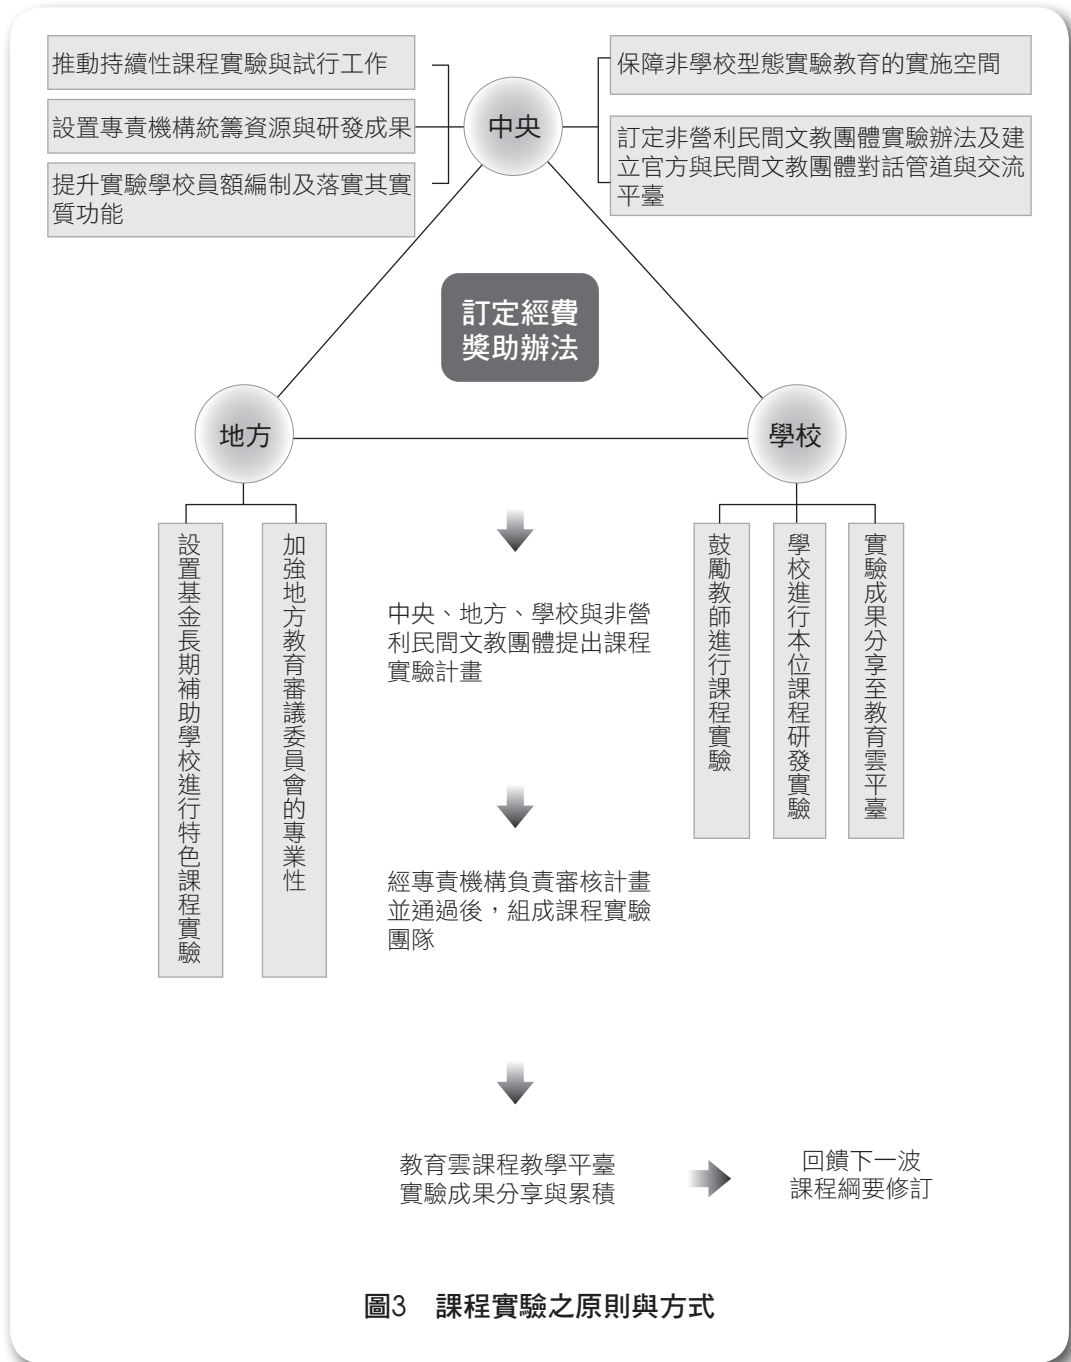 推動持續性課程實驗與試行工作
設置專責機構統籌資源與研發成果
提升實驗學校員額編制及落實其實
質功能
中央
保障非學校型態實驗教育的實施空間
訂定非營利民間文教團體實驗辦法及建
立官方與民間文教團體對話管道與交流
平臺
訂定經費
獎助辦法
地方
學校
設置基金長期補助學校進行特色課程實驗
加強地方教育審議委員會的專業性
中央、地方、學校與非營
利民間文教團體提出課程
實驗計畫
鼓勵教師進行課程實驗
學校進行本位課程研發實驗
實驗成果分享至教育雲平臺
經專責機構負責審核計畫
並通過後，組成課程實驗
團隊
教育雲課程教學平臺
實驗成果分享與累積
回饋下一波
課程綱要修訂
圖3　課程實驗之原則與方式